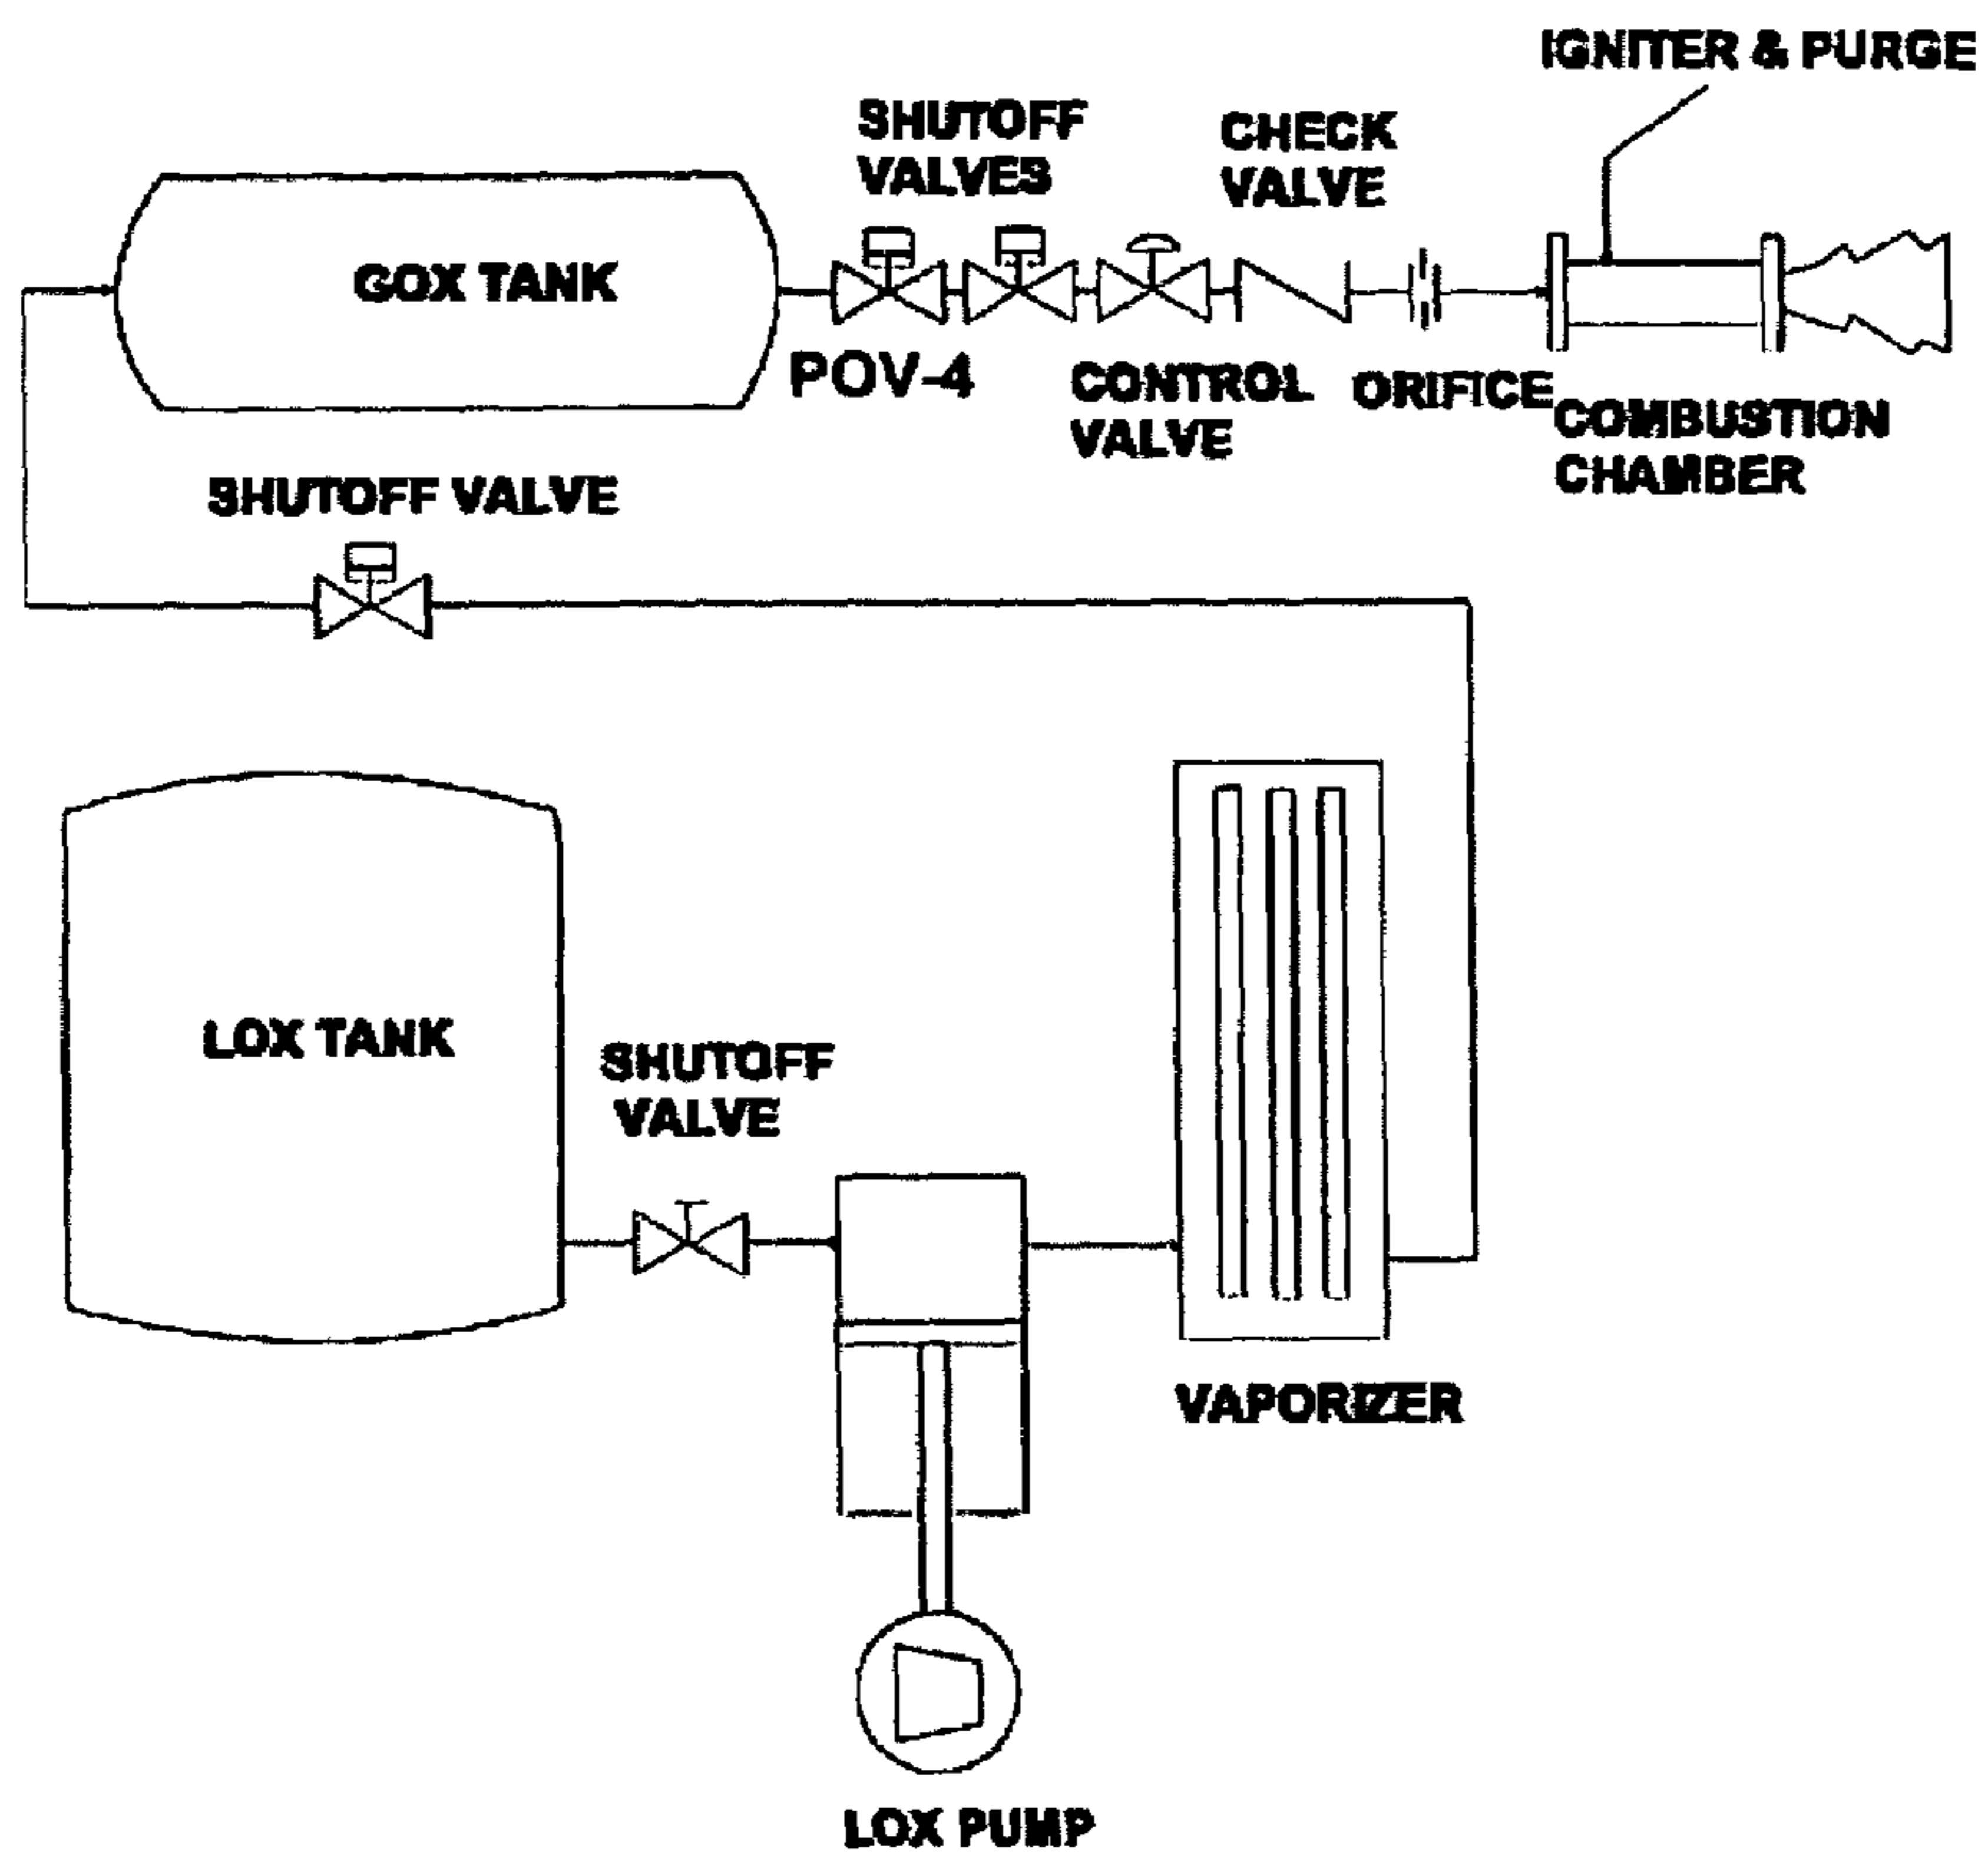 IGNITER & PURGE
SHUTOFF
VALVES
CHECK
VALVE
GOX TANK
POV-4
CONTROL
VALVE
ORIFICE
COMBUSTION
CHAMBER
SHUTOFF VALVE
LOX TANK
SHUTOFF
VALVE
VAPORIZER
LOX PUMP